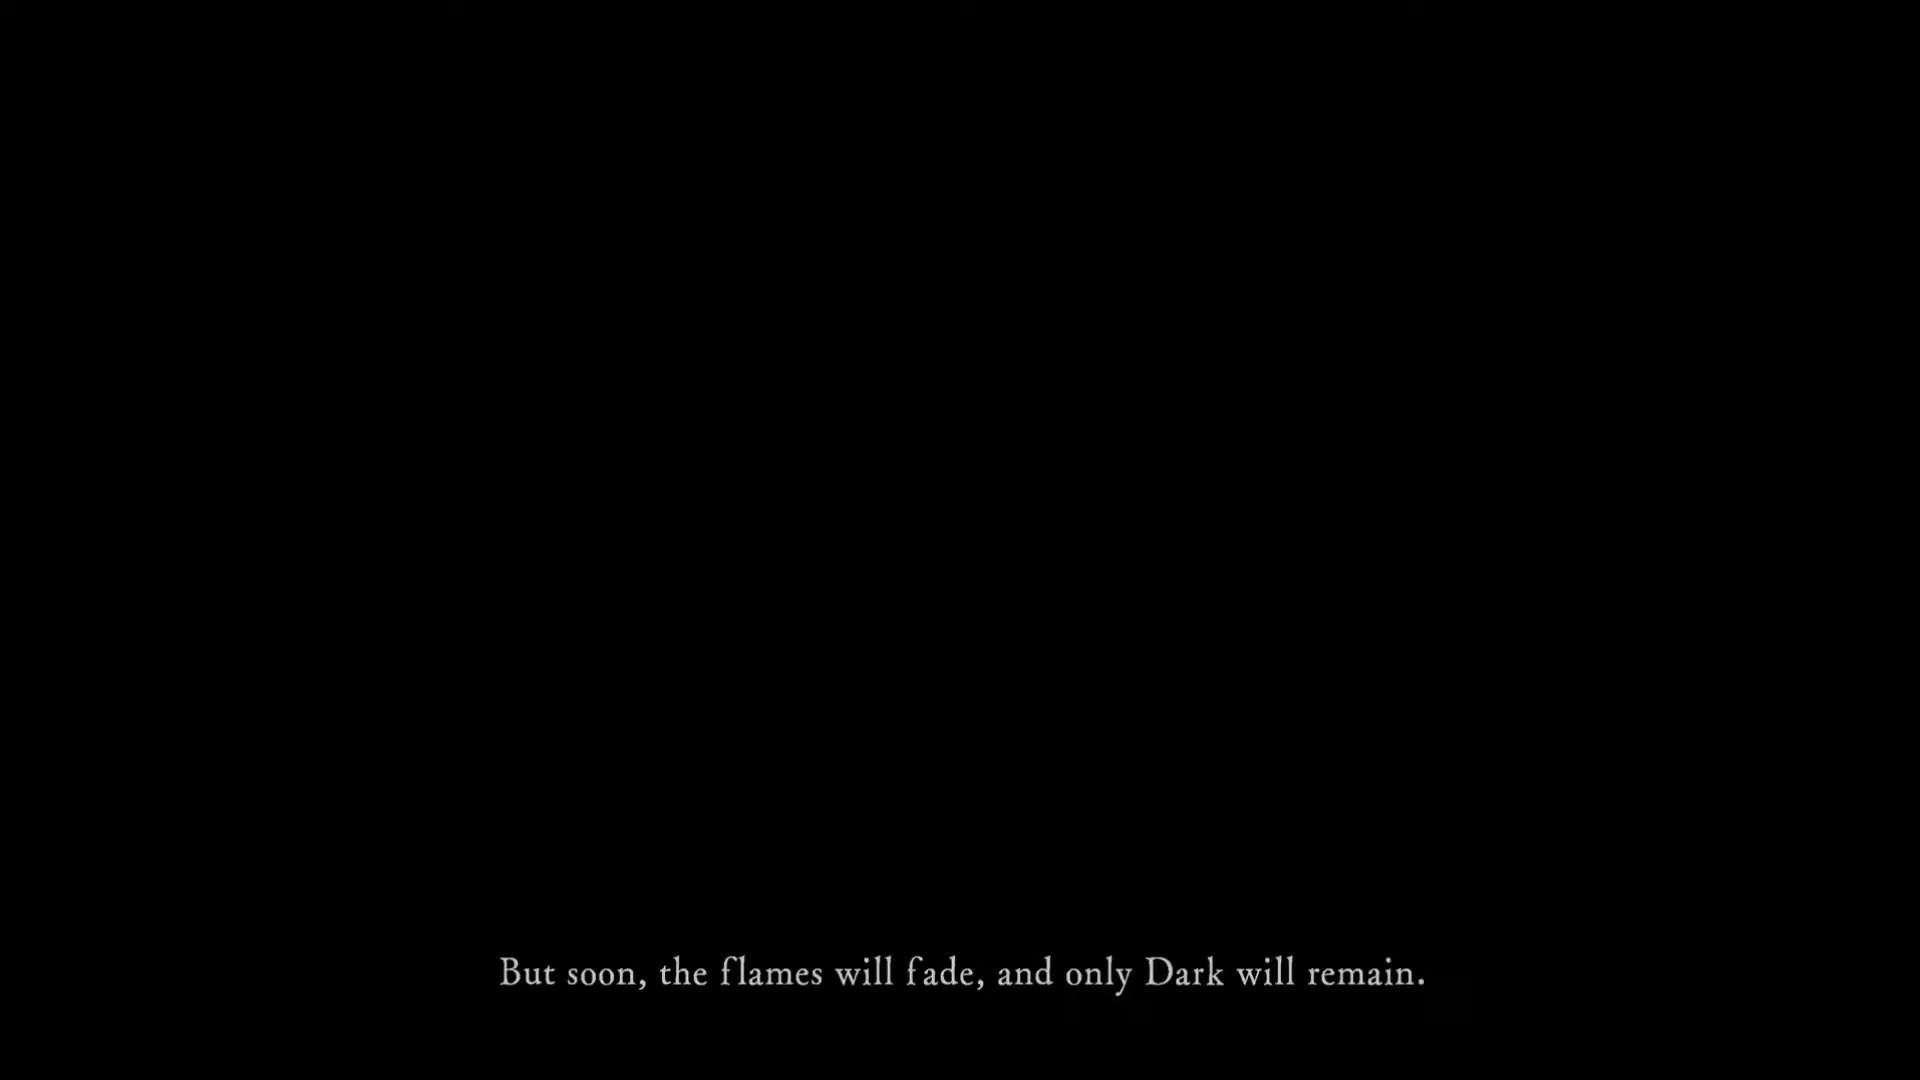 But soon, the flames will fade, and only Dark will remain.